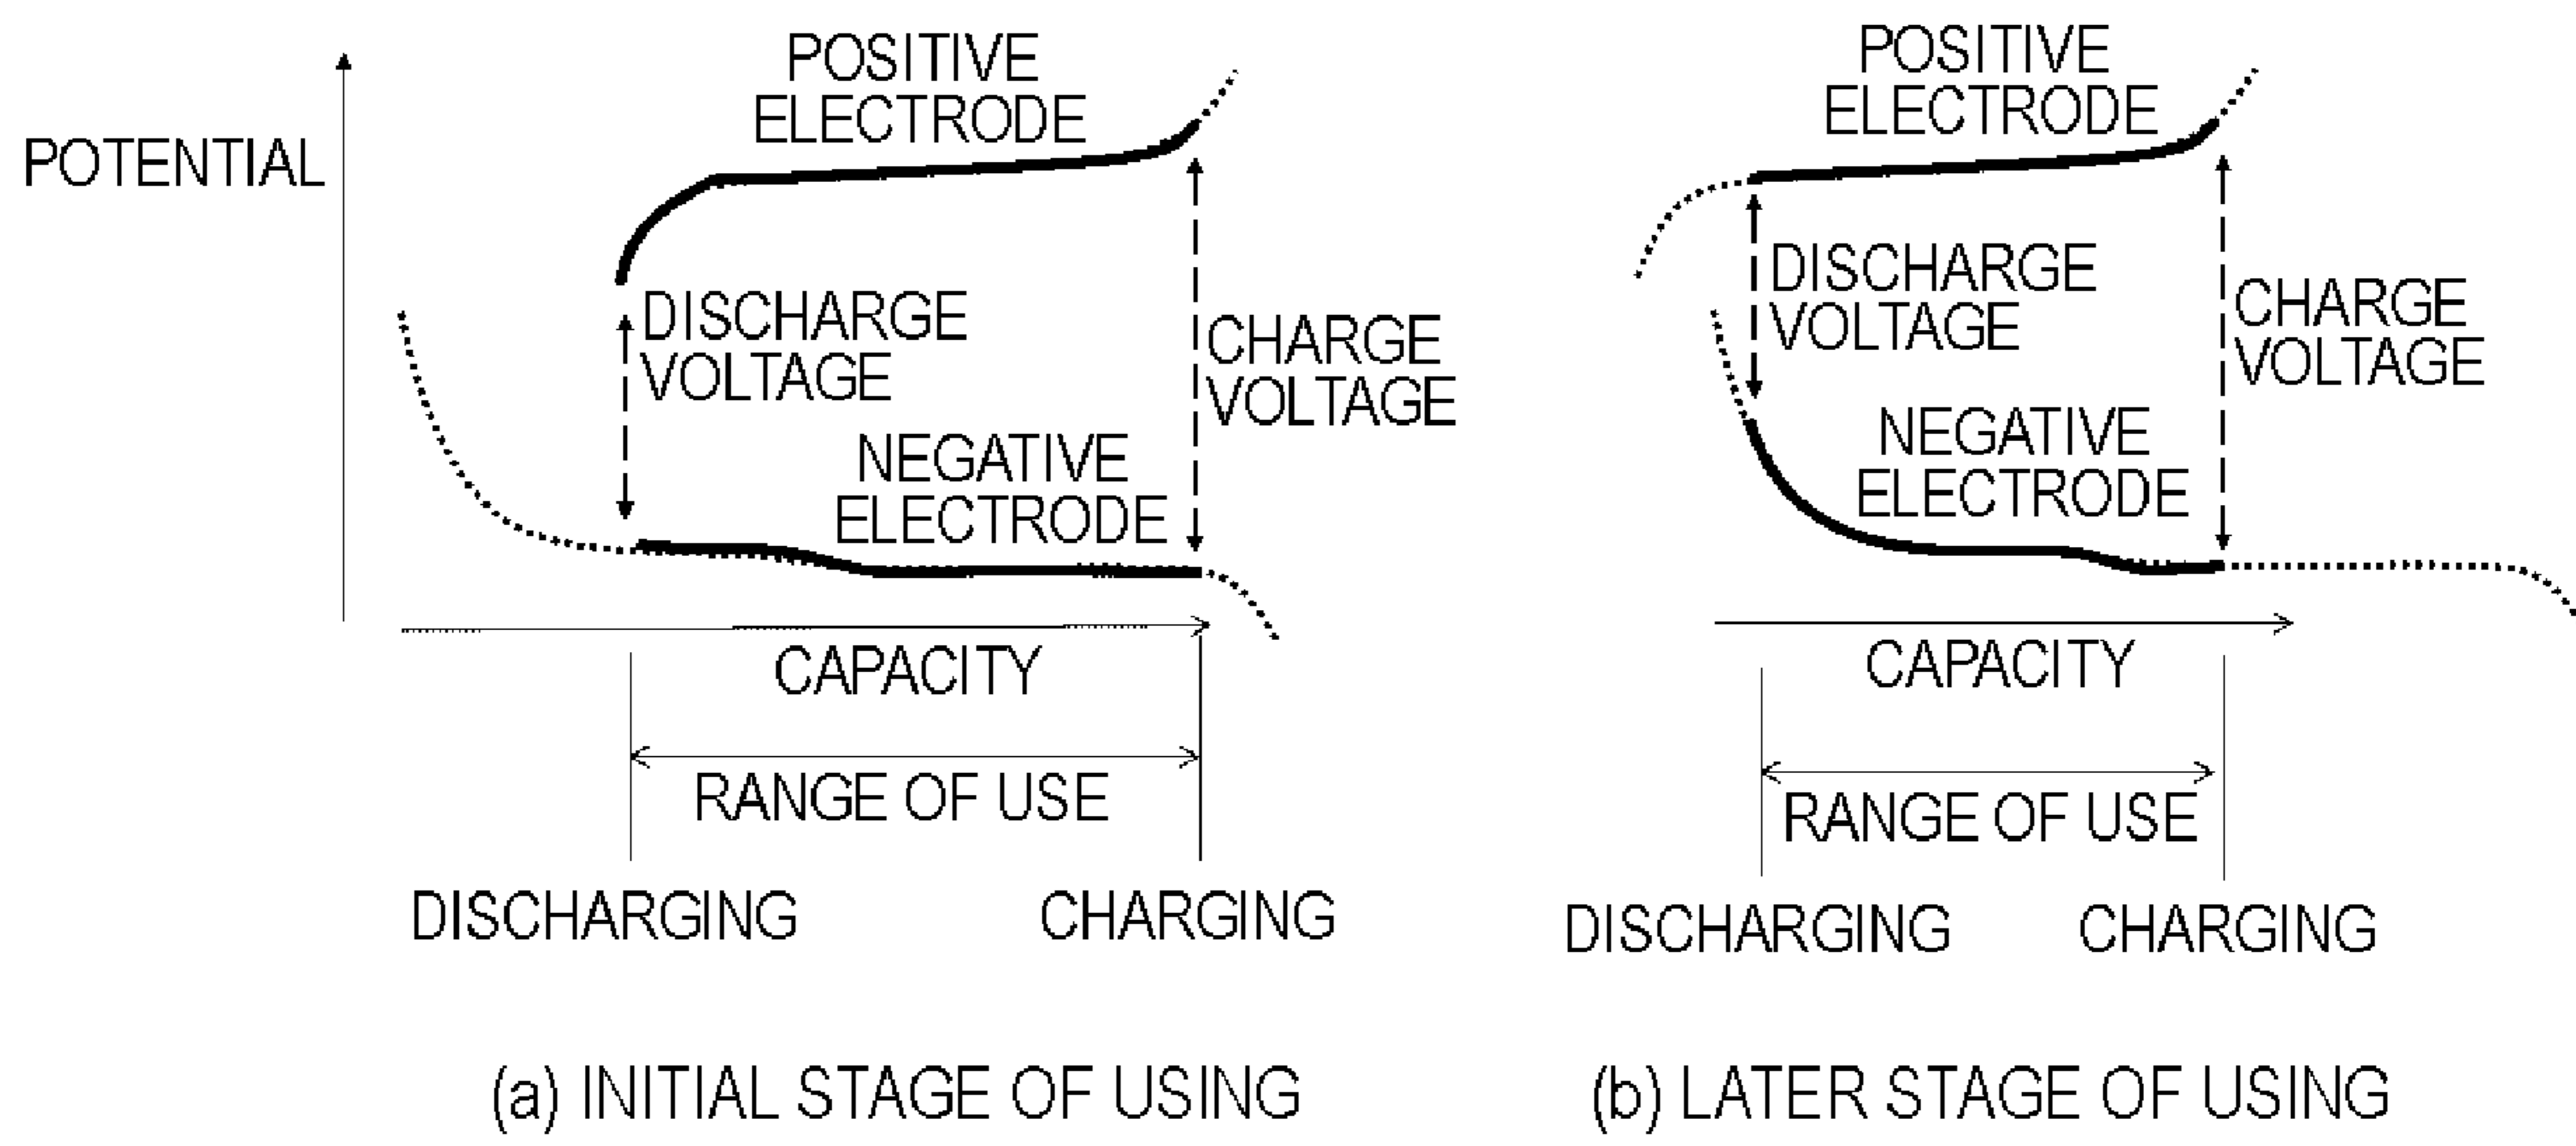 POTENTIAL
POSITIVE
ELECTRODE
DISCHARGE
VOLTAGE
CHARGE
VOLTAGE
NEGATIVE
ELECTRODE
CAPACITY
RANGE OF USE
DISCHARGING
CHARGING
(a) INITIAL STAGE OF USING
POSITIVE
ELECTRODE
DISCHARGE
VOLTAGE
CHARGE
VOLTAGE
NEGATIVE
ELECTRODE
CAPACITY
RANGE OF USE
DISCHARGING
CHARGING
(b) LATER STAGE OF USING